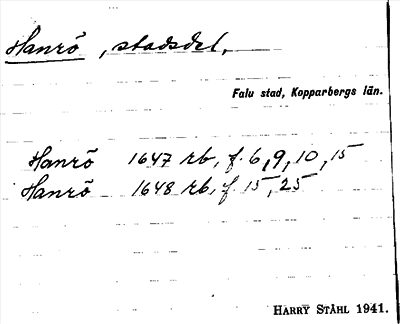 Hanrö, stadsdel,
Falu stad, Kopparbergs län.
Hanrö 1647 rb, f. 6, 9, 10, 15
Hanrö 1648 rb, f. 15, 25
HARRY STÅHL 1941.